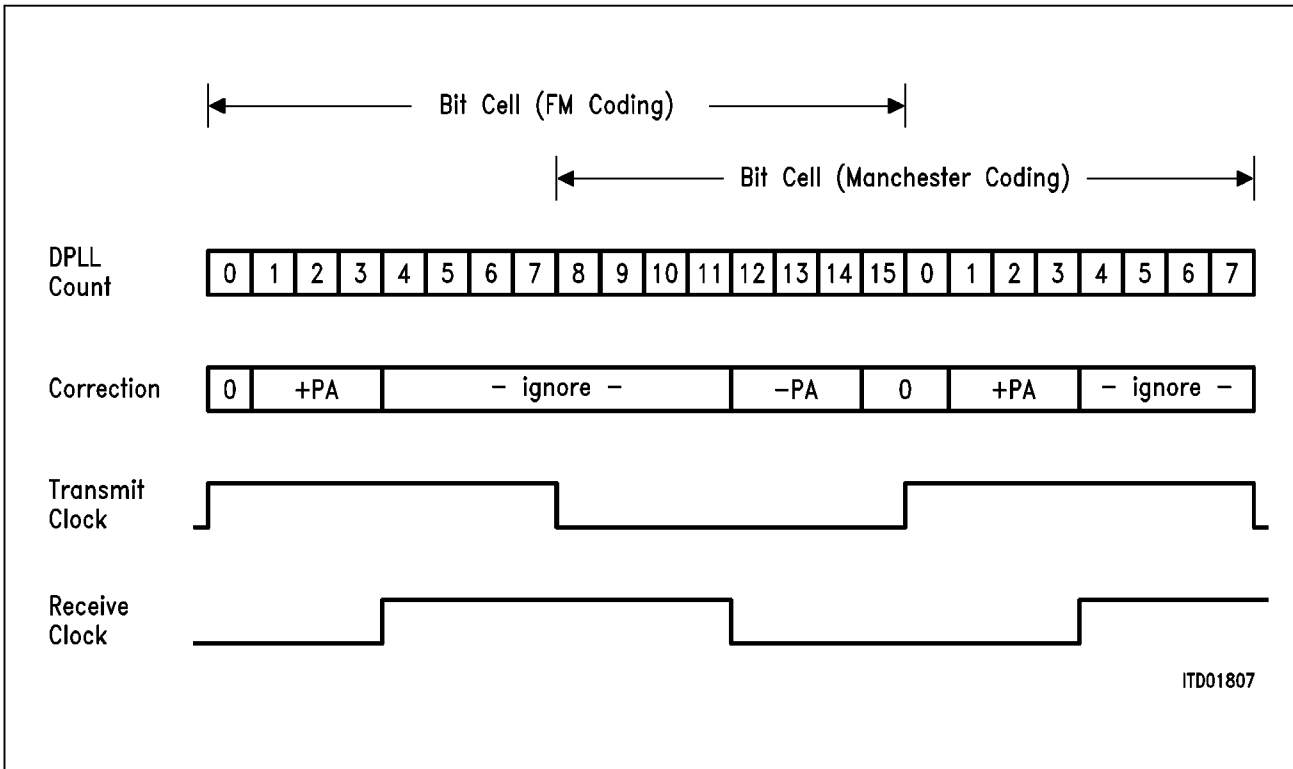 Bit Cell (FM Coding)
Bit Cell (Manchester Coding)
DPLL
Count
0 1 2 3 4 5 6 7 8 9 10 11 12 13 14 15 0 1 2 3 4 5 6 7
Correction
0 +PA - ignore - -PA 0 +PA - ignore -
Transmit
Clock
Receive
Clock
ITD01807